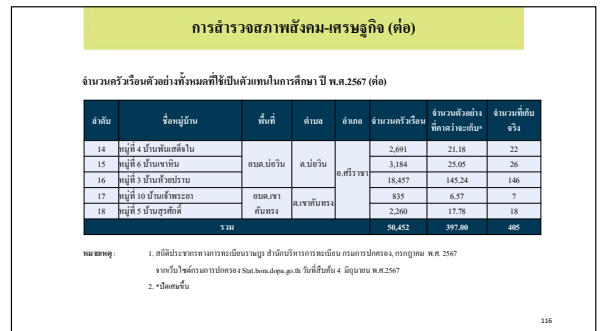 การสำรวจสภาพสังคม-เศรษฐกิจ (ต่อ)
จำนวนครัวเรือนตัวอย่างทั้งหมดที่ใช้เป็นตัวแทนในการศึกษา ปี พ.ศ.2567 (ต่อ)
ลำดับ ชื่อหมู่บ้าน พื้นที่ ตำบล อำเภอ จำนวนครัวเรือน จำนวนตัวอย่างที่คาดว่าจะเก็บ* จำนวนที่เก็บจริง
14 หมู่ที่ 4 บ้านพันเสด็จใน อบต.บ่อวิน ต.บ่อวิน อ.ศรีราชา 2,691 21.18 22
15 หมู่ที่ 6 บ้านเขาหิน 3,184 25.05 26
16 หมู่ที่ 3 บ้านห้วยปราบ 18,457 145.24 146
17 หมู่ที่ 10 บ้านเจ้าพระยา อบต.เขาคันทรง ต.เขาคันทรง 835 6.57 7
18 หมู่ที่ 5 บ้านสุรศักดิ์ 2,260 17.78 18
รวม 50,452 397.00 405
หมายเหตุ : 1. สถิติประชากรทางการทะเบียนราษฎร สำนักบริหารการทะเบียน กรมการปกครอง, กรกฎาคม พ.ศ. 2567
จากเว็บไซต์กรมการปกครอง Stat.bora.dopa.go.th วันที่สืบค้น 4 มิถุนายน พ.ศ.2567
2. *ปัดเศษขึ้น
116